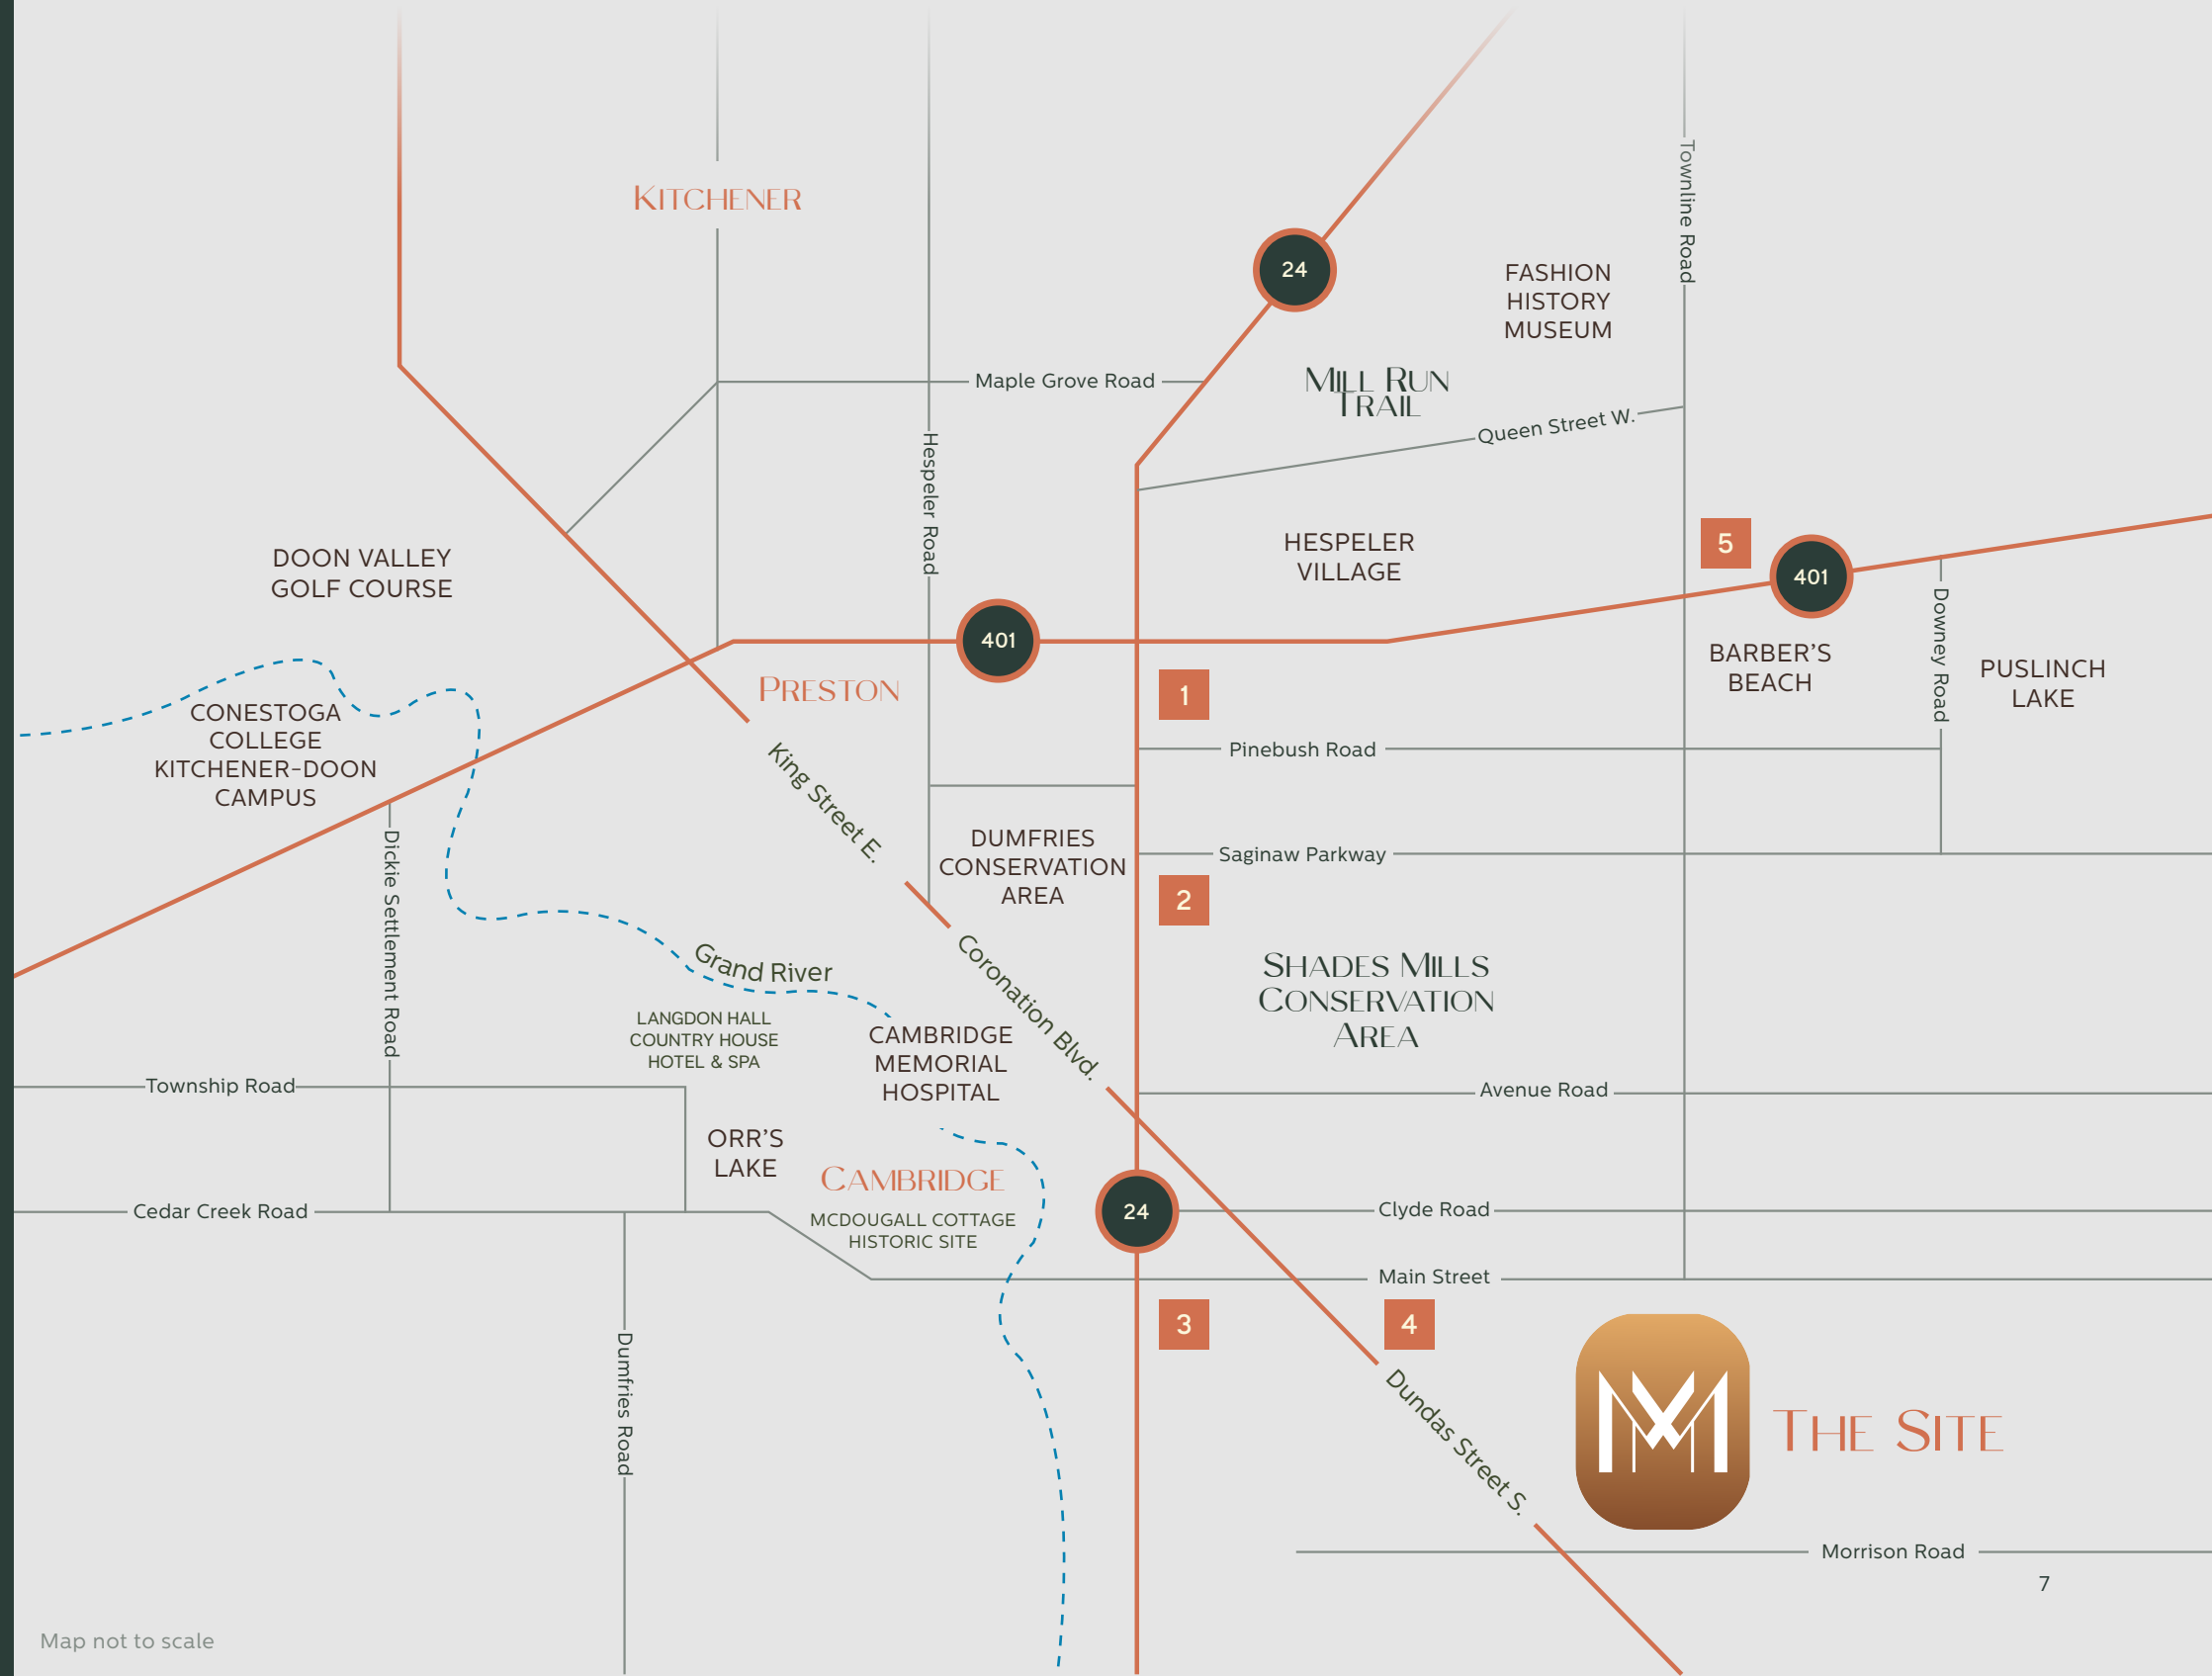 KITCHENER
Townline Road
24
FASHION
HISTORY
MUSEUM
Maple Grove Road
MILL RUN
TRAIL
Queen Street W.
Hespeler Road
DOON VALLEY
GOLF COURSE
HESPELER
VILLAGE
5
401
401
Downey Road
BARBER'S
BEACH
PUSLINCH
LAKE
PRESTON
1
CONESTOGA
COLLEGE
KITCHENER-DOON
CAMPUS
King Street E.
Pinebush Road
Dickie Settlement Road
DUMFRIES
CONSERVATION
AREA
Saginaw Parkway
2
Grand River
Coronation Blvd.
SHADES MILLS
CONSERVATION
AREA
LANGDON HALL
COUNTRY HOUSE
HOTEL & SPA
CAMBRIDGE
MEMORIAL
HOSPITAL
Township Road
Avenue Road
ORR'S
LAKE
CAMBRIDGE
Cedar Creek Road
MCDOUGALL COTTAGE
HISTORIC SITE
24
Clyde Road
Main Street
3
4
Dumfries Road
Dundas Street S.
THE SITE
Morrison Road
7
Map not to scale